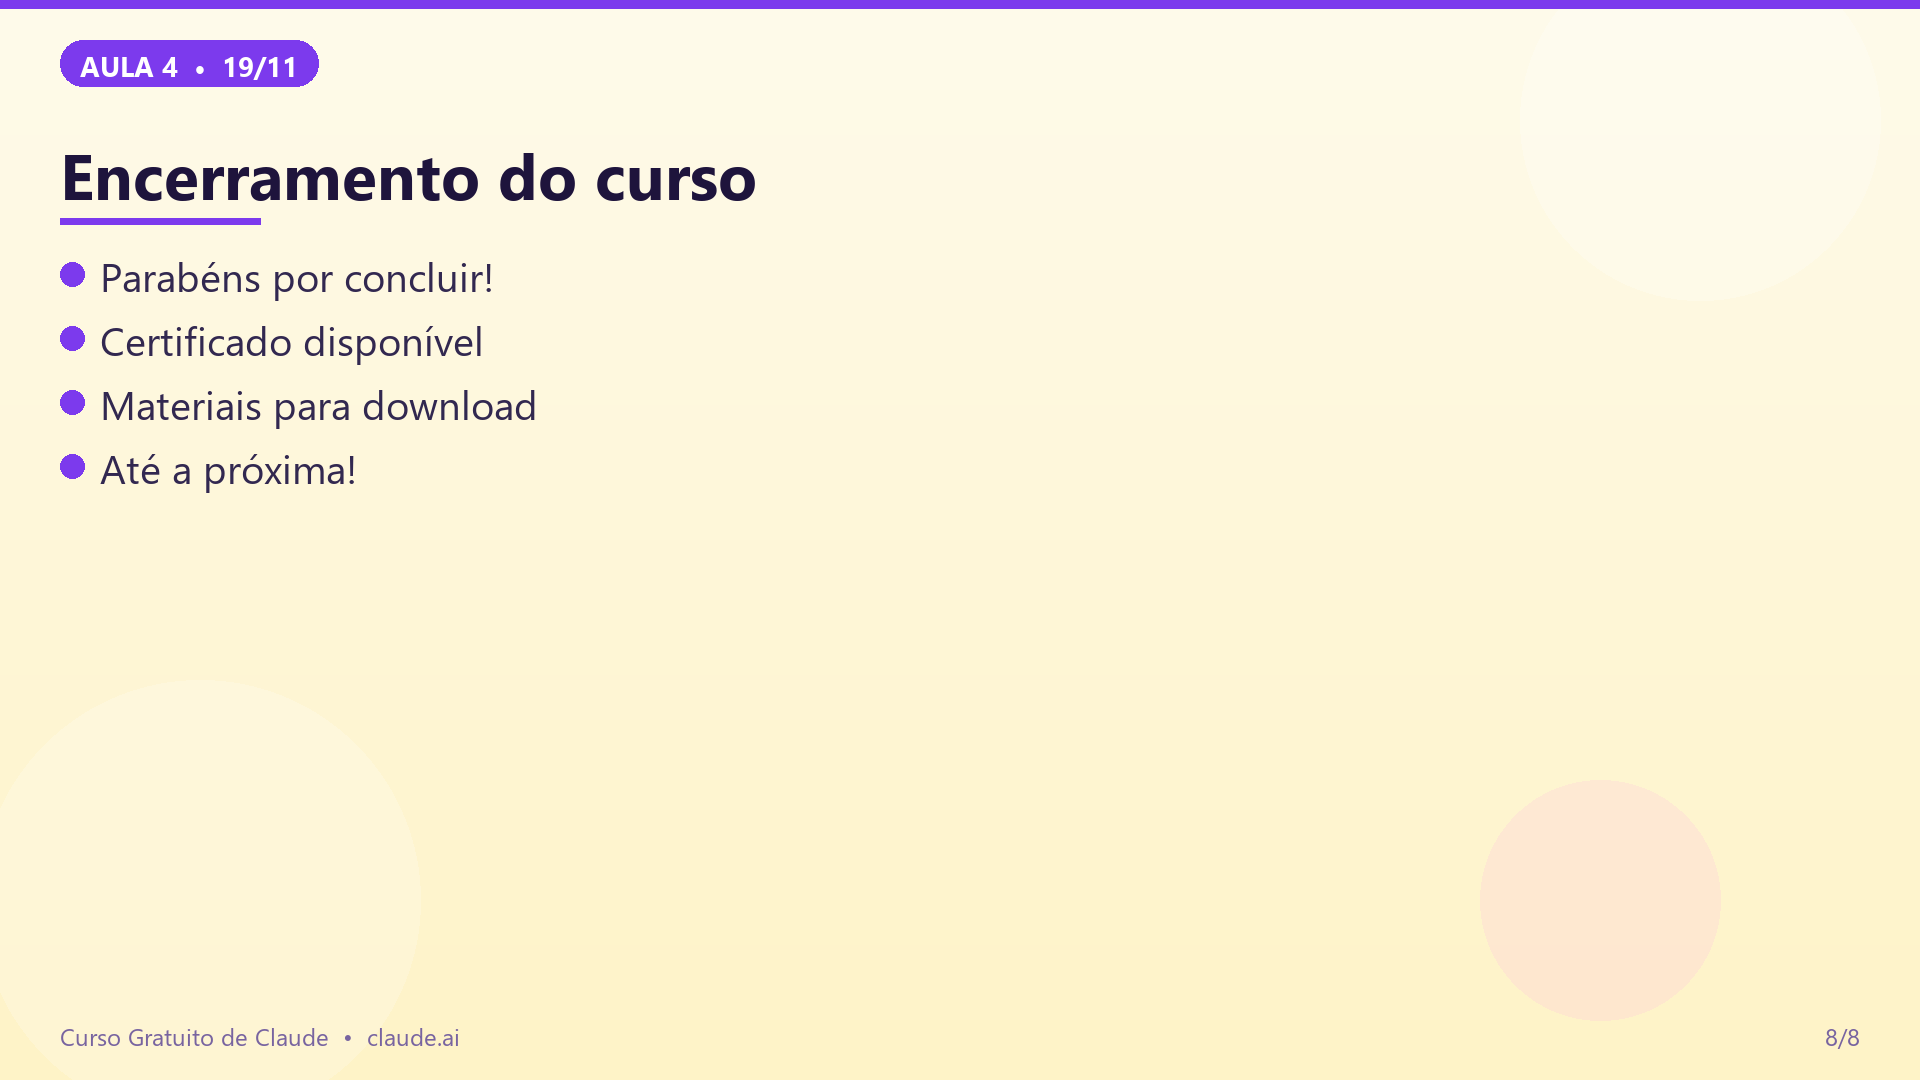 AULA 4 • 19/11
Encerramento do curso
Parabéns por concluir!
Certificado disponível
Materiais para download
Até a próxima!
Curso Gratuito de Claude • claude.ai
8/8